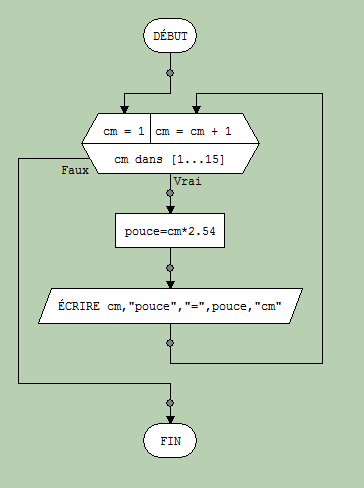 DÉBUT
cm = 1 cm = cm + 1
cm dans [1...15]
Faux
Vrai
pouce=cm*2.54
ÉCRIRE cm,"pouce","=",pouce,"cm"
FIN